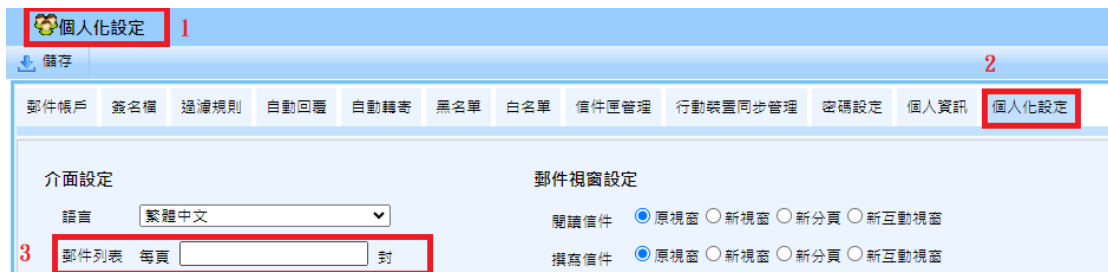 個人化設定 1
儲存
2
郵件帳戶 簽名檔 過濾規則 自動回覆 自動轉寄 黑名單 白名單 信件匣管理 行動裝置同步管理 密碼設定 個人資訊 個人化設定
介面設定 郵件視窗設定
語言 繁體中文 閱讀信件 原視窗 新視窗 新分頁 新互動視窗
3 郵件列表 每頁 封 撰寫信件 原視窗 新視窗 新分頁 新互動視窗